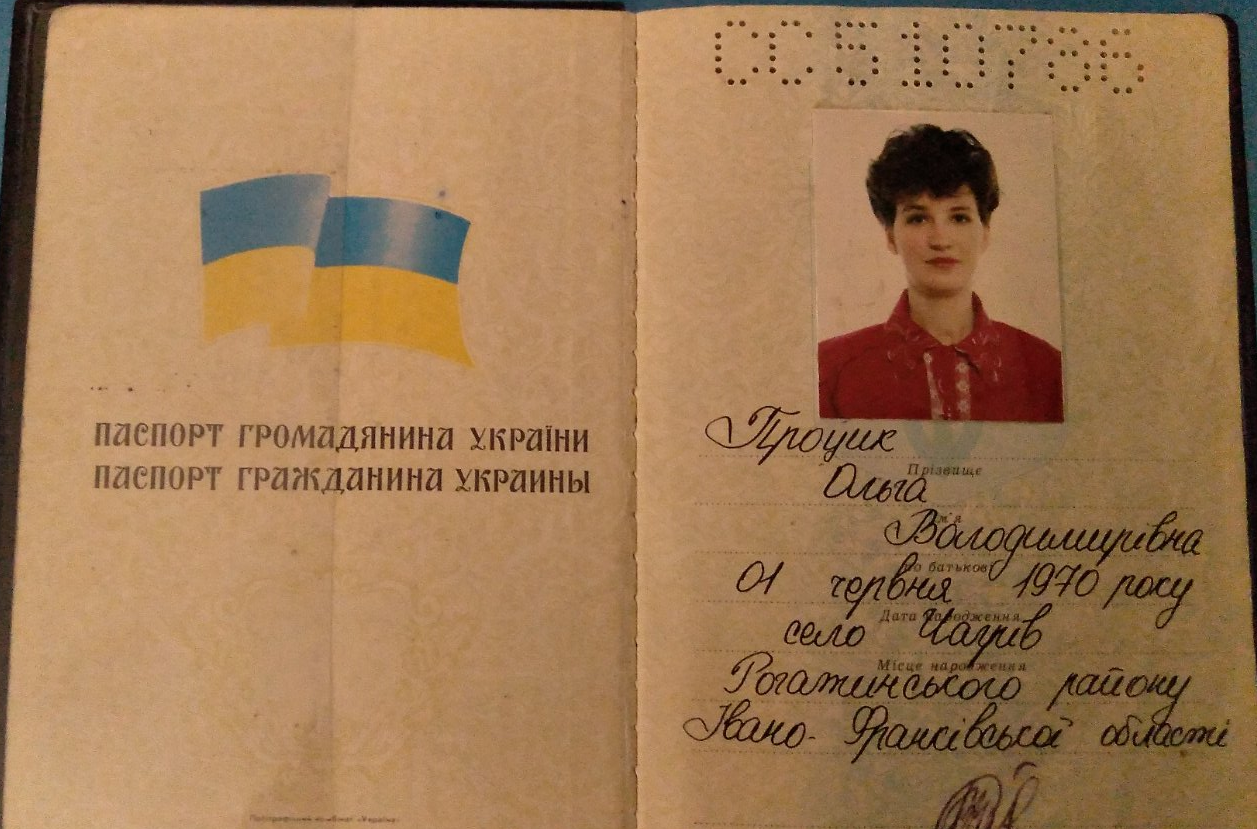 ПАСПОРТ ГРОМАДЯНИНА УКРАЇНИ
ПАСПОРТ ГРАЖДАНИНА УКРАИНЫ
Процик
Прізвище
Ольга
Ім'я
Володимирівна
По батькові
01 червня 1970 року
Дата народження
село Чагрів
Місце народження
Рогатинського району
Івано-Франківської області